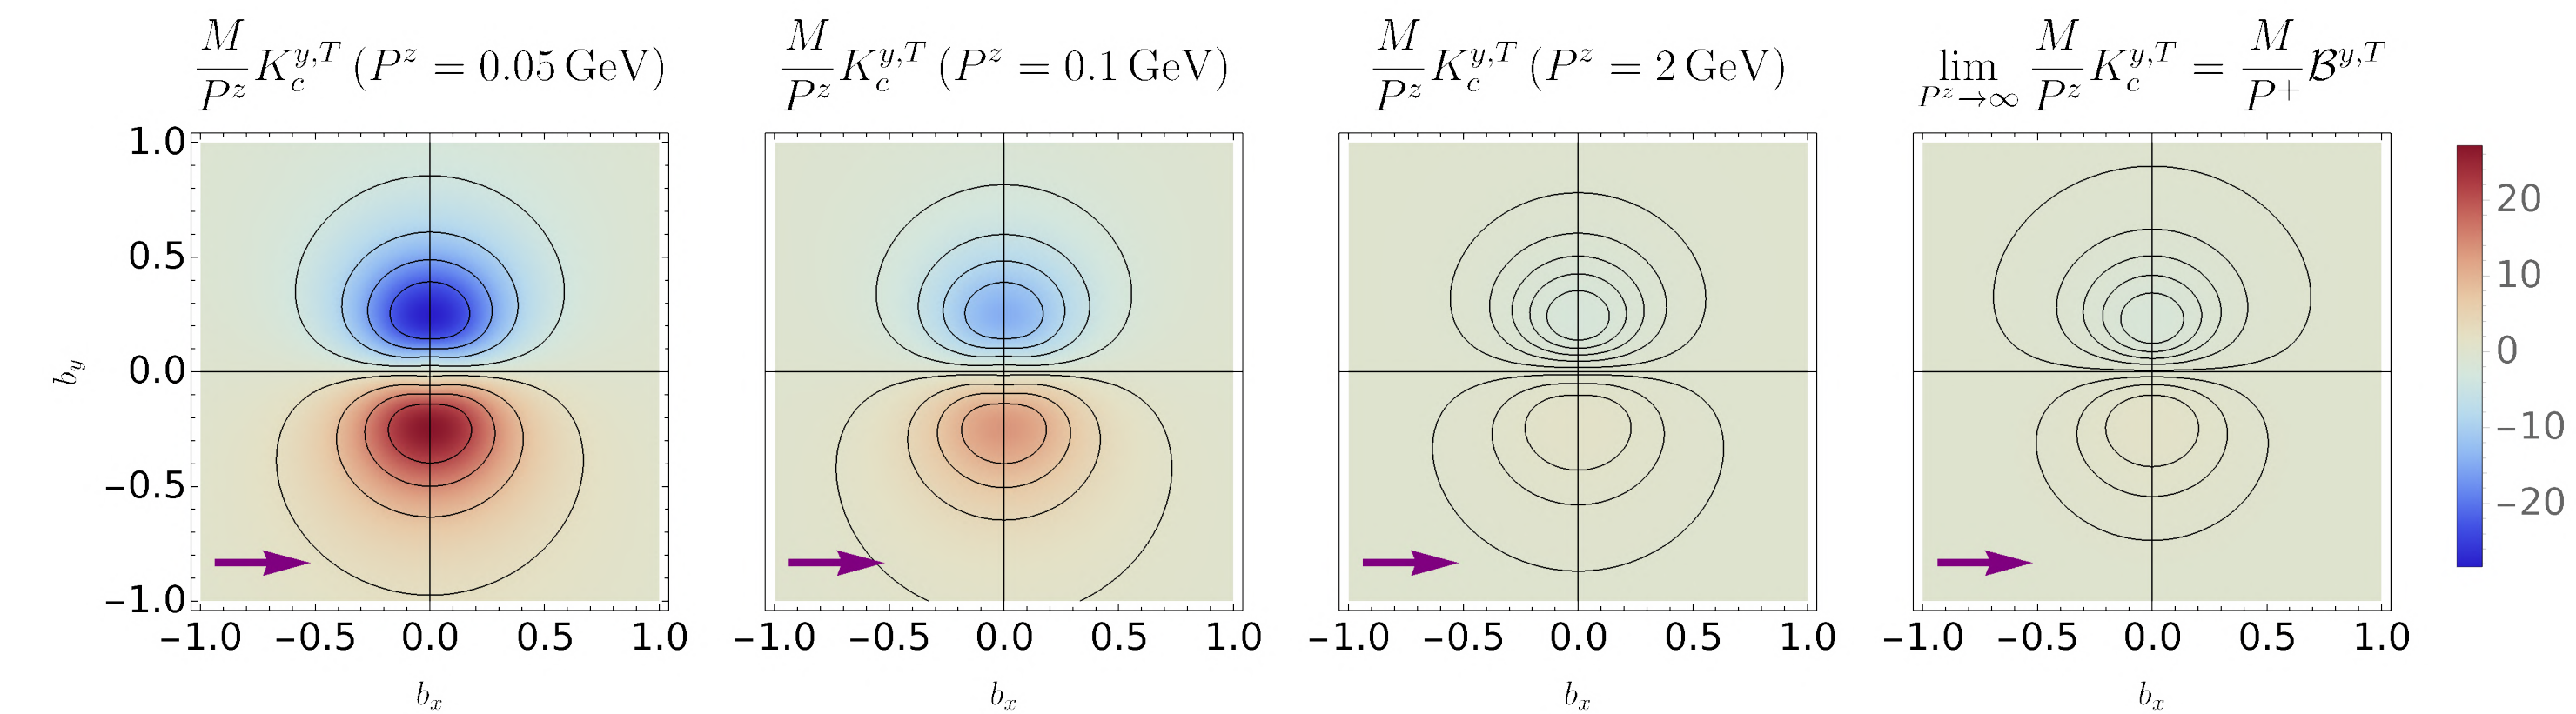 M/P^z K_c^{y,T} (P^z = 0.05 GeV)
M/P^z K_c^{y,T} (P^z = 0.1 GeV)
M/P^z K_c^{y,T} (P^z = 2 GeV)
lim_{P^z→∞} M/P^z K_c^{y,T} = M/P^+ 𝓑^{y,T}
1.0
0.5
0.0
−0.5
−1.0
b_y
−1.0 −0.5 0.0 0.5 1.0
b_x
−1.0 −0.5 0.0 0.5 1.0
b_x
−1.0 −0.5 0.0 0.5 1.0
b_x
−1.0 −0.5 0.0 0.5 1.0
b_x
20
10
0
−10
−20